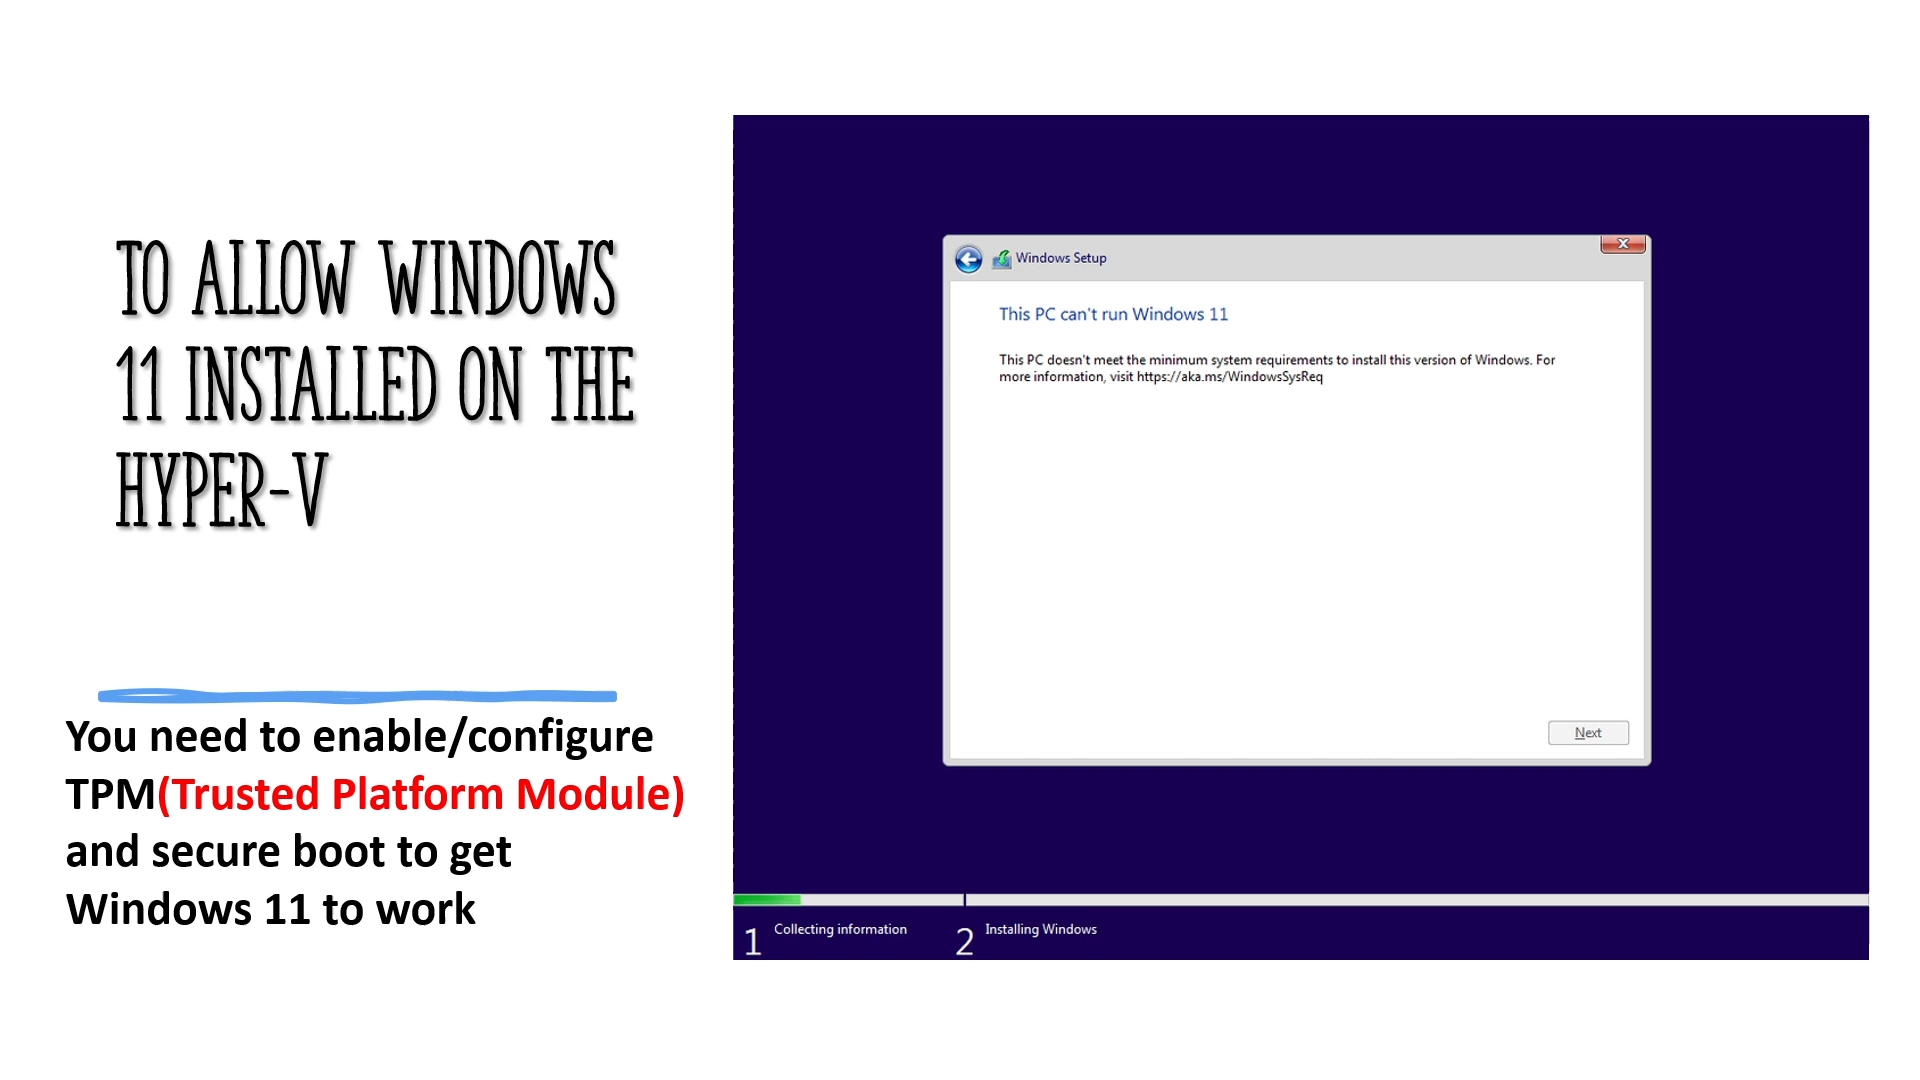 TO ALLOW WINDOWS
11 INSTALLED ON THE
HYPER-V
You need to enable/configure
TPM(Trusted Platform Module)
and secure boot to get
Windows 11 to work
Windows Setup
This PC can't run Windows 11
This PC doesn't meet the minimum system requirements to install this version of Windows. For
more information, visit https://aka.ms/WindowsSysReq
Next
1 Collecting information
2 Installing Windows